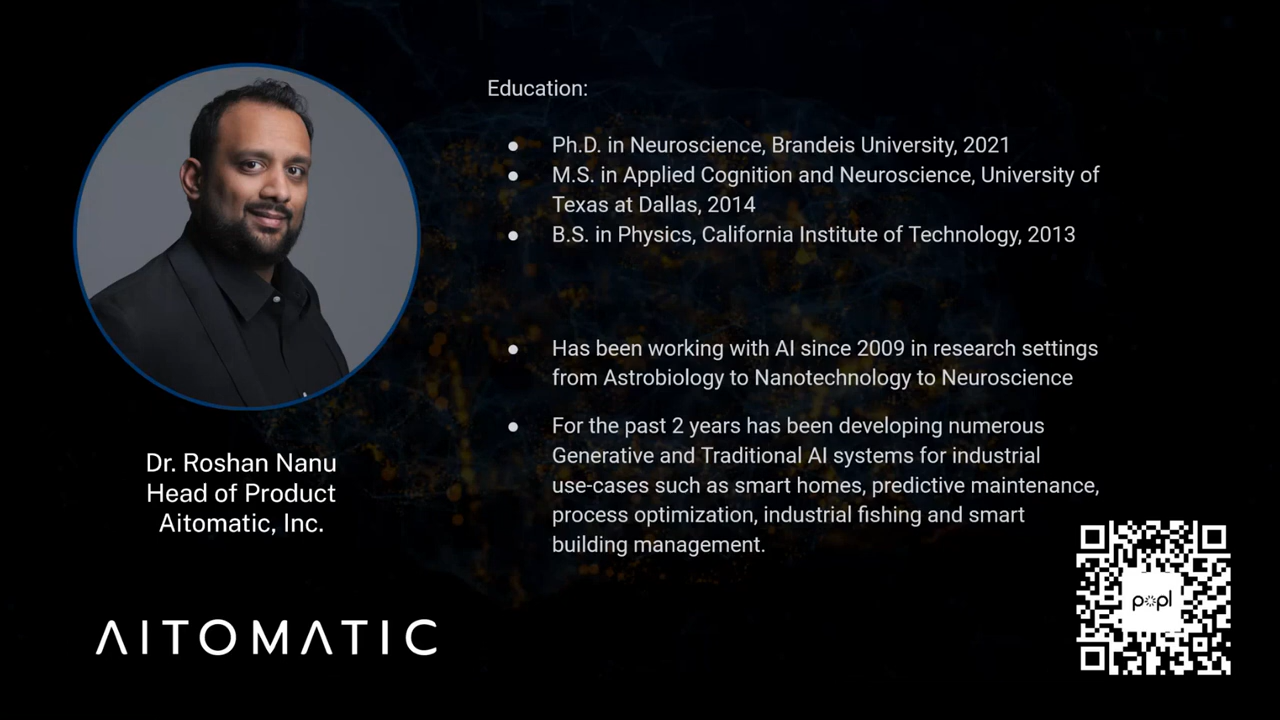 Education:
● Ph.D. in Neuroscience, Brandeis University, 2021
● M.S. in Applied Cognition and Neuroscience, University of
Texas at Dallas, 2014
● B.S. in Physics, California Institute of Technology, 2013
● Has been working with AI since 2009 in research settings
from Astrobiology to Nanotechnology to Neuroscience
● For the past 2 years has been developing numerous
Generative and Traditional AI systems for industrial
use-cases such as smart homes, predictive maintenance,
process optimization, industrial fishing and smart
building management.
Dr. Roshan Nanu
Head of Product
Aitomatic, Inc.
AITOMATIC
popl